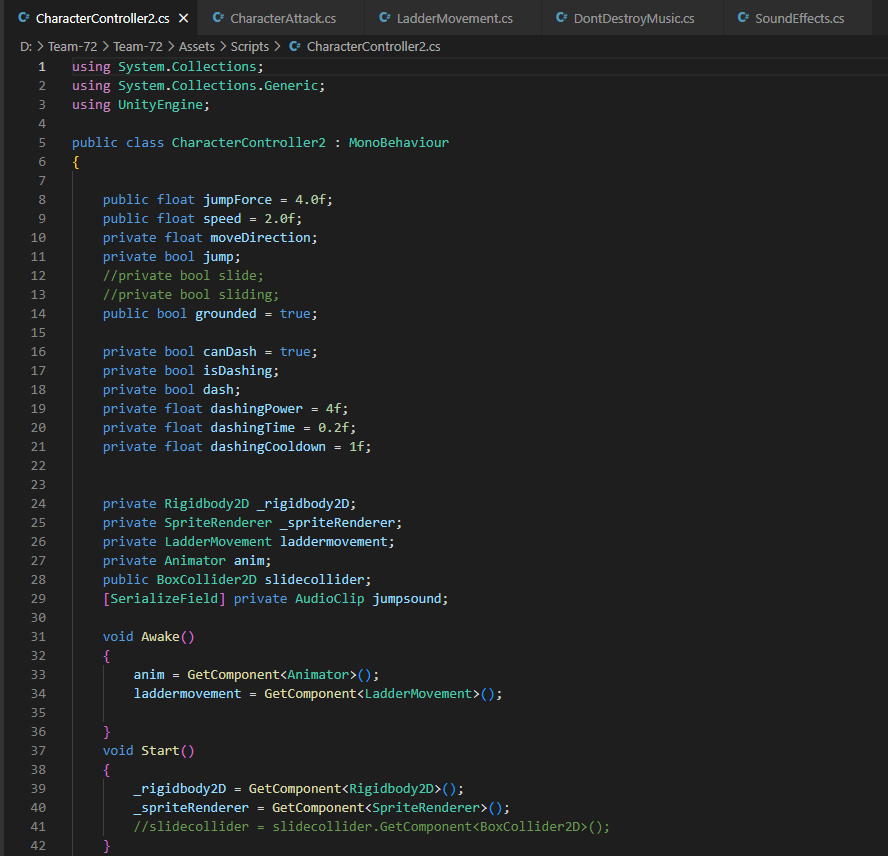 CharacterController2.cs CharacterAttack.cs LadderMovement.cs DontDestroyMusic.cs SoundEffects.cs
D: > Team-72 > Team-72 > Assets > Scripts > CharacterController2.cs
1 using System.Collections;
2 using System.Collections.Generic;
3 using UnityEngine;
4
5 public class CharacterController2 : MonoBehaviour
6 {
7
8 public float jumpForce = 4.0f;
9 public float speed = 2.0f;
10 private float moveDirection;
11 private bool jump;
12 //private bool slide;
13 //private bool sliding;
14 public bool grounded = true;
15
16 private bool canDash = true;
17 private bool isDashing;
18 private bool dash;
19 private float dashingPower = 4f;
20 private float dashingTime = 0.2f;
21 private float dashingCooldown = 1f;
22
23
24 private Rigidbody2D _rigidbody2D;
25 private SpriteRenderer _spriteRenderer;
26 private LadderMovement laddermovement;
27 private Animator anim;
28 public BoxCollider2D slidecollider;
29 [SerializeField] private AudioClip jumpsound;
30
31 void Awake()
32 {
33 anim = GetComponent<Animator>();
34 laddermovement = GetComponent<LadderMovement>();
35
36 }
37 void Start()
38 {
39 _rigidbody2D = GetComponent<Rigidbody2D>();
40 _spriteRenderer = GetComponent<SpriteRenderer>();
41 //slidecollider = slidecollider.GetComponent<BoxCollider2D>();
42 }